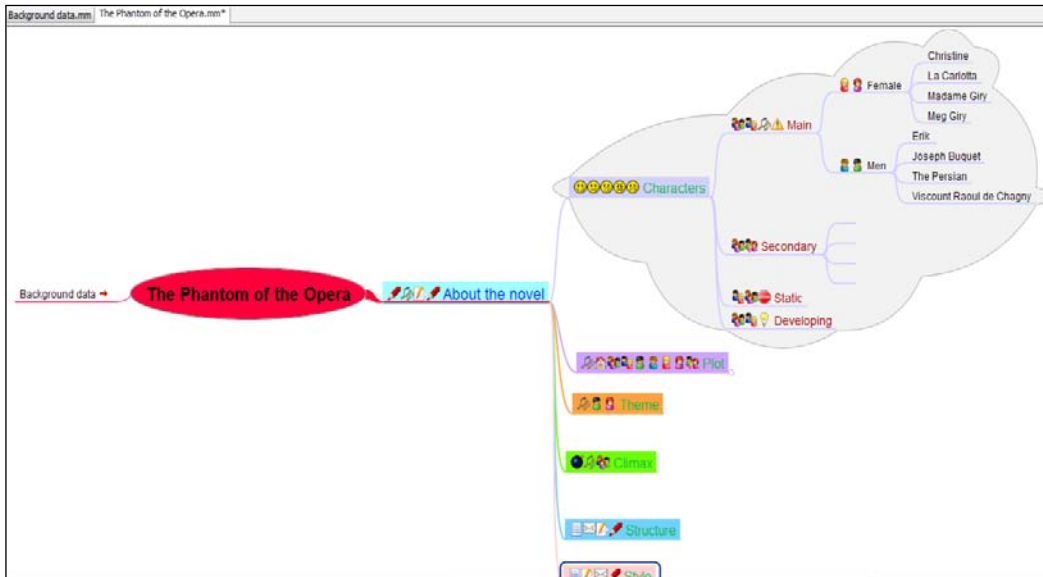 Background data.mm
The Phantom of the Opera.mm*
Background data
The Phantom of the Opera
About the novel
Characters
Main
Female
Christine
La Carlotta
Madame Giry
Meg Giry
Men
Erik
Joseph Buquet
The Persian
Viscount Raoul de Chagny
Secondary
Static
Developing
Plot
Theme
Climax
Structure
Style